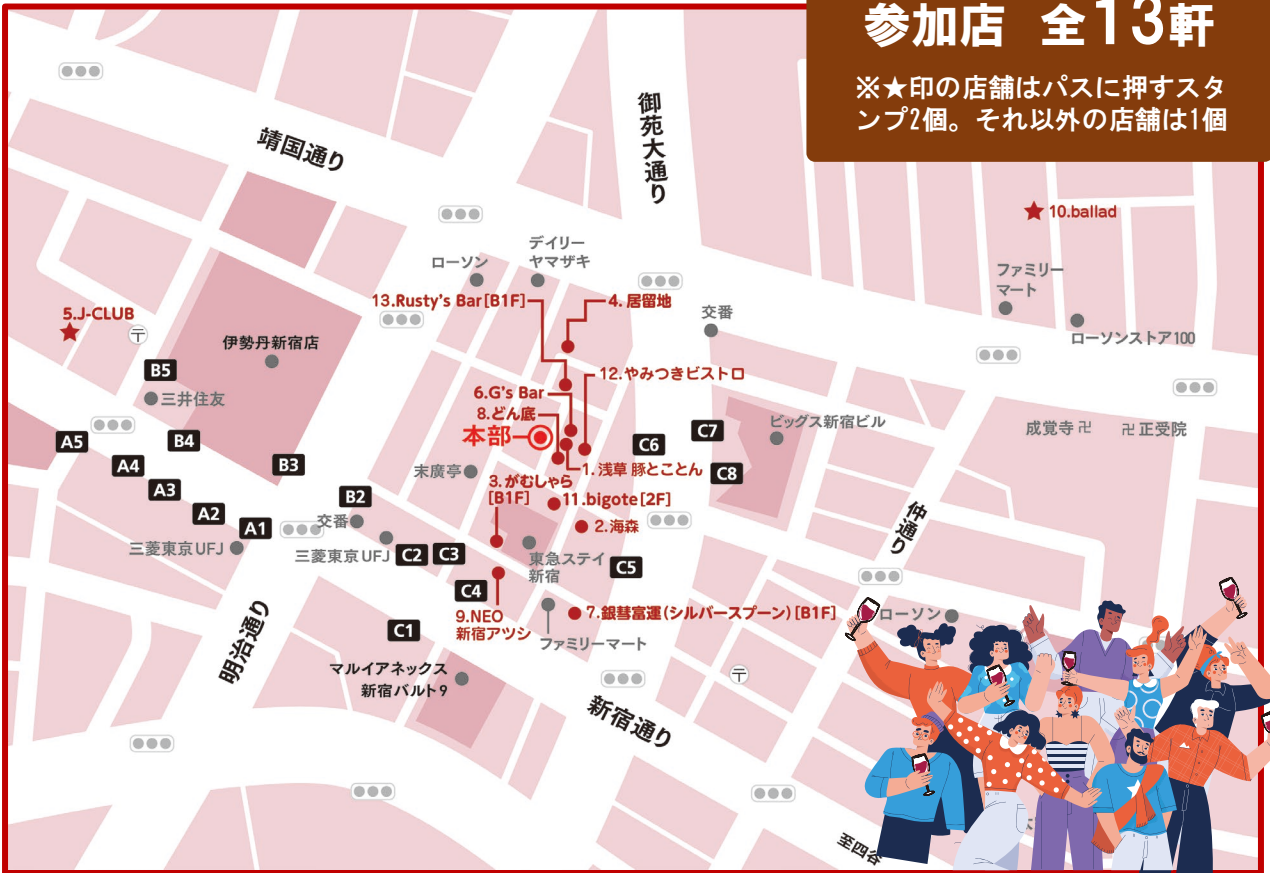 参加店 全13軒
※★印の店舗はパスに押すスタ
ンプ2個。それ以外の店舗は1個
御苑大通り
靖国通り
★ 10.ballad
デイリー
ヤマザキ
ローソン
ファミリー
マート
13.Rusty's Bar[B1F]
4. 居留地
5.J-CLUB
〒
交番
ローソンストア100
伊勢丹新宿店
B5
12.やみつきビストロ
三井住友
6.G's Bar
8.どん底
本部
ビッグス新宿ビル
成覚寺 卍
卍 正受院
A5
B4
C6
C7
A4
B3
末廣亭
1. 浅草 豚とことん
C8
A3
3. がむしゃら
[B1F]
B2
11.bigote[2F]
A2
交番
A1
2.海森
仲通り
三菱東京UFJ
三菱東京UFJ
C2
C3
東急ステイ
新宿
C5
C4
9.NEO
新宿アツシ
7.銀彗富運(シルバースプーン)[B1F]
ローソン
明治通り
C1
ファミリーマート
マルイアネックス
新宿バルト9
〒
新宿通り
至四谷